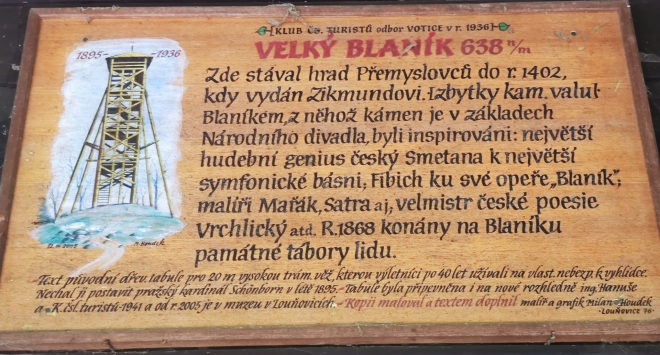 KLUB ČS. TURISTŮ odbor VOTICE v r. 1936
VELKÝ BLANÍK 638 n/m
1895 - 1936
Zde stával hrad Přemyslovců do r. 1402,
kdy vydán Zikmundovi. Izbytky kam. valu †
Blaníkem, z něhož kámen je v základech
Národního divadla, byli inspirováni: největší
hudební genius český Smetana k největší
symfonické básni, Fibich ku své opeře „Blaník",
malíři Mařák, Satra aj., velmistr české poesie
Vrchlický atd. R. 1868 konány na Blaníku
památné tábory lidu.
2005 M. Houdek
Text původní dřev. tabule pro 20 m vysokou trám. věž, kterou výletníci po 40 let užívali na vlast. nebezp. k vyhlídce.
Nechal ji postavit pražský kardinál Schönborn v létě 1895. - Tabule byla připevněna i na nové rozhledně ing. Hanuše
a K. čsl. turistů - 1941 a od r. 2005 je v muzeu v Louňovicích. - Kopii maloval a textem doplnil malíř a grafik Milan Houdek
- LOUŇOVICE 76 -